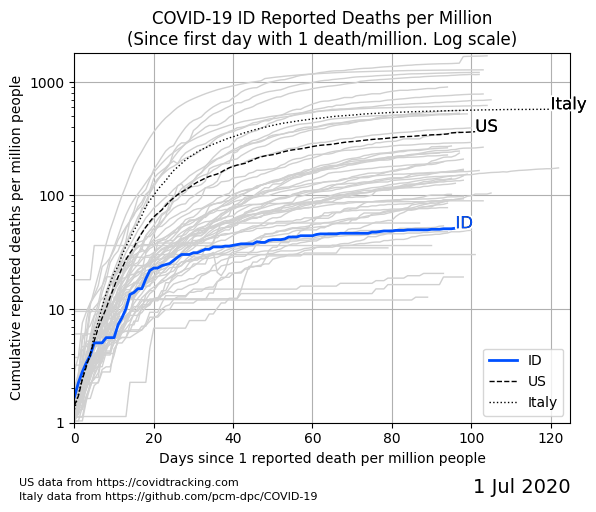 COVID-19 ID Reported Deaths per Million
(Since first day with 1 death/million. Log scale)
Cumulative reported deaths per million people
1000
100
10
1
Italy
US
ID
ID
US
Italy
0 20 40 60 80 100 120
Days since 1 reported death per million people
US data from https://covidtracking.com
Italy data from https://github.com/pcm-dpc/COVID-19
1 Jul 2020